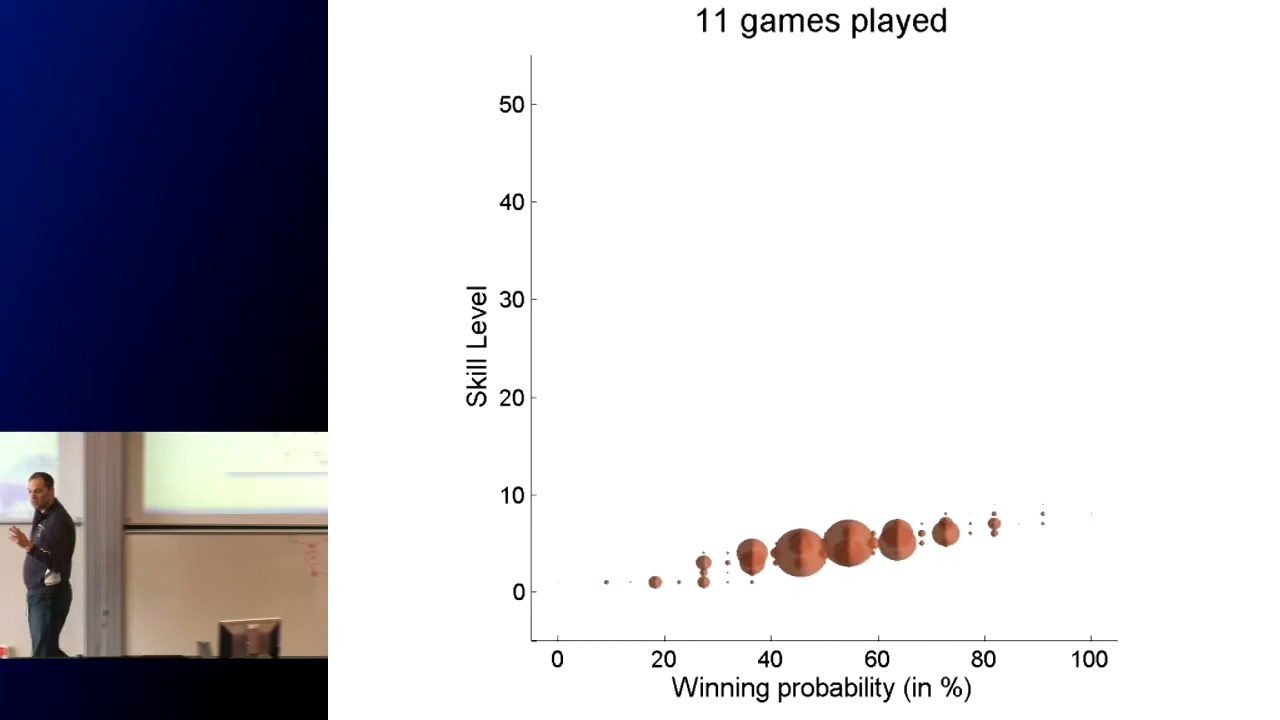 11 games played
50
40
30
20
10
0
Skill Level
0 20 40 60 80 100
Winning probability (in %)